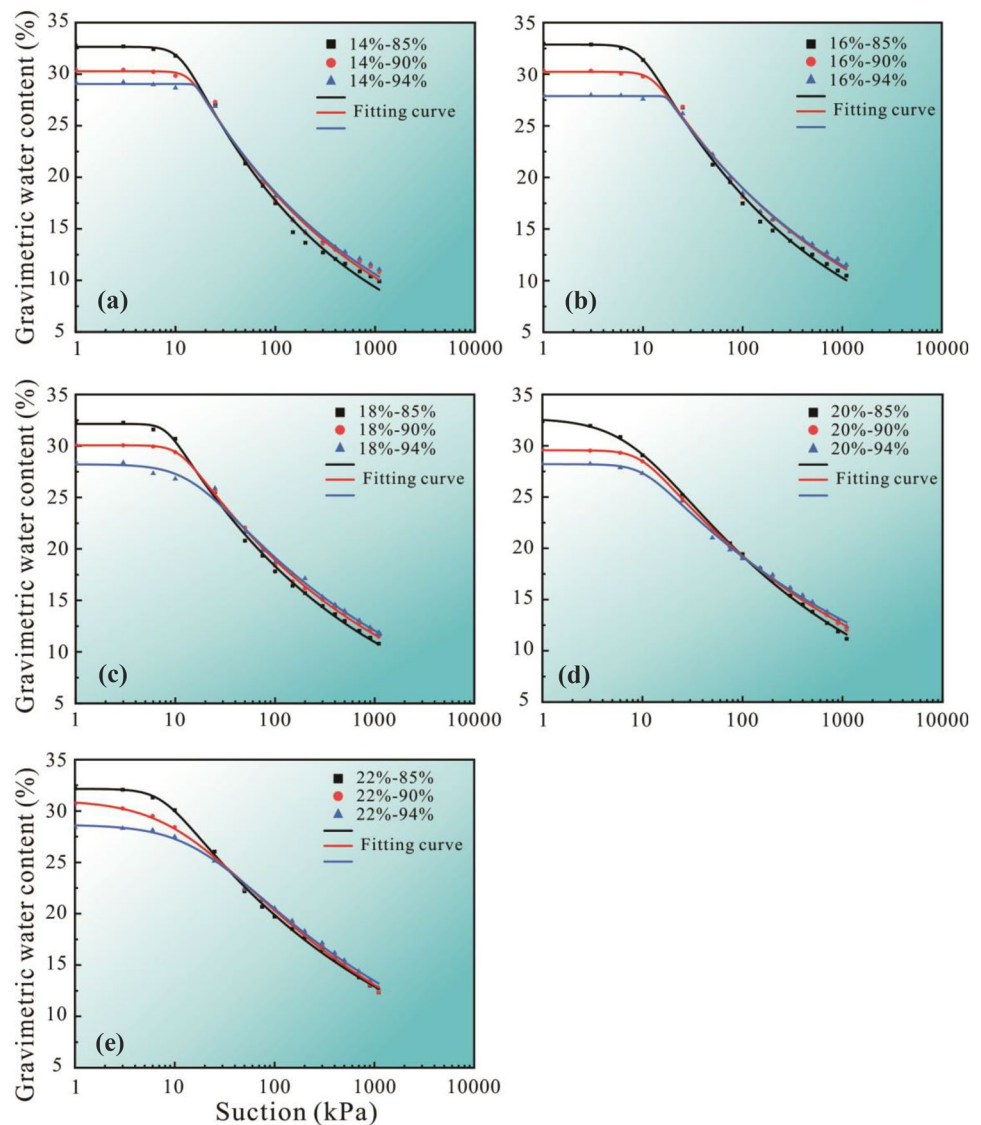 Gravimetric water content (%)
35
30
25
20
15
10
5
14%-85%
14%-90%
14%-94%
Fitting curve
(a)
1 10 100 1000 10000
35
30
25
20
15
10
5
16%-85%
16%-90%
16%-94%
Fitting curve
(b)
1 10 100 1000 10000
Gravimetric water content (%)
35
30
25
20
15
10
5
18%-85%
18%-90%
18%-94%
Fitting curve
(c)
1 10 100 1000 10000
35
30
25
20
15
10
5
20%-85%
20%-90%
20%-94%
Fitting curve
(d)
1 10 100 1000 10000
Gravimetric water content (%)
35
30
25
20
15
10
5
22%-85%
22%-90%
22%-94%
Fitting curve
(e)
1 10 100 1000 10000
Suction (kPa)